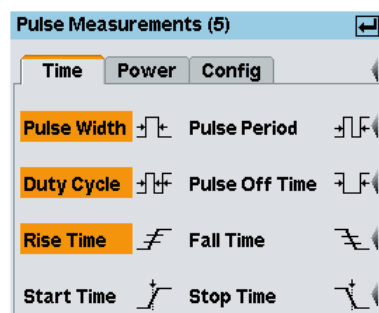 Pulse Measurements (5)
Time Power Config
Pulse Width Pulse Period
Duty Cycle Pulse Off Time
Rise Time Fall Time
Start Time Stop Time